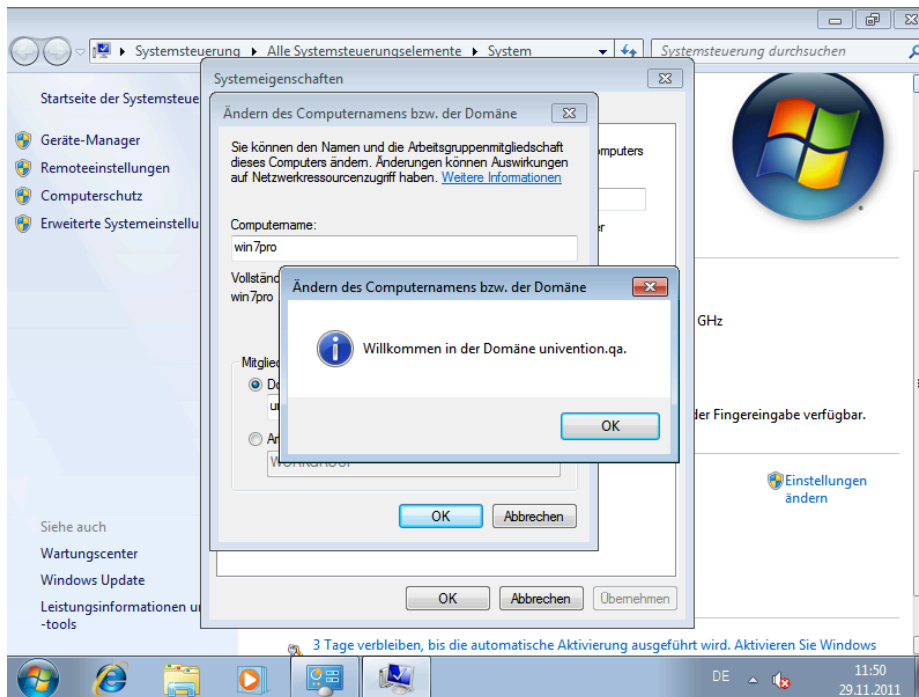 Systemsteuerung ▸ Alle Systemsteuerungselemente ▸ System
Systemsteuerung durchsuchen
Startseite der Systemsteue
Geräte-Manager
Remoteeinstellungen
Computerschutz
Erweiterte Systemeinstellu
Siehe auch
Wartungscenter
Windows Update
Leistungsinformationen u
-tools
Systemeigenschaften
omputers
er
Ändern des Computernamens bzw. der Domäne
Sie können den Namen und die Arbeitsgruppenmitgliedschaft
dieses Computers ändern. Änderungen können Auswirkungen
auf Netzwerkressourcenzugriff haben. Weitere Informationen
Computername:
win7pro
Vollständ
win7pro
Mitglied
Do
un
Ar
WORKGROUP
OK
Abbrechen
Ändern des Computernamens bzw. der Domäne
Willkommen in der Domäne univention.qa.
OK
OK
Abbrechen
Übernehmen
GHz
der Fingereingabe verfügbar.
Einstellungen
ändern
3 Tage verbleiben, bis die automatische Aktivierung ausgeführt wird. Aktivieren Sie Windows
DE
11:50
29.11.2011